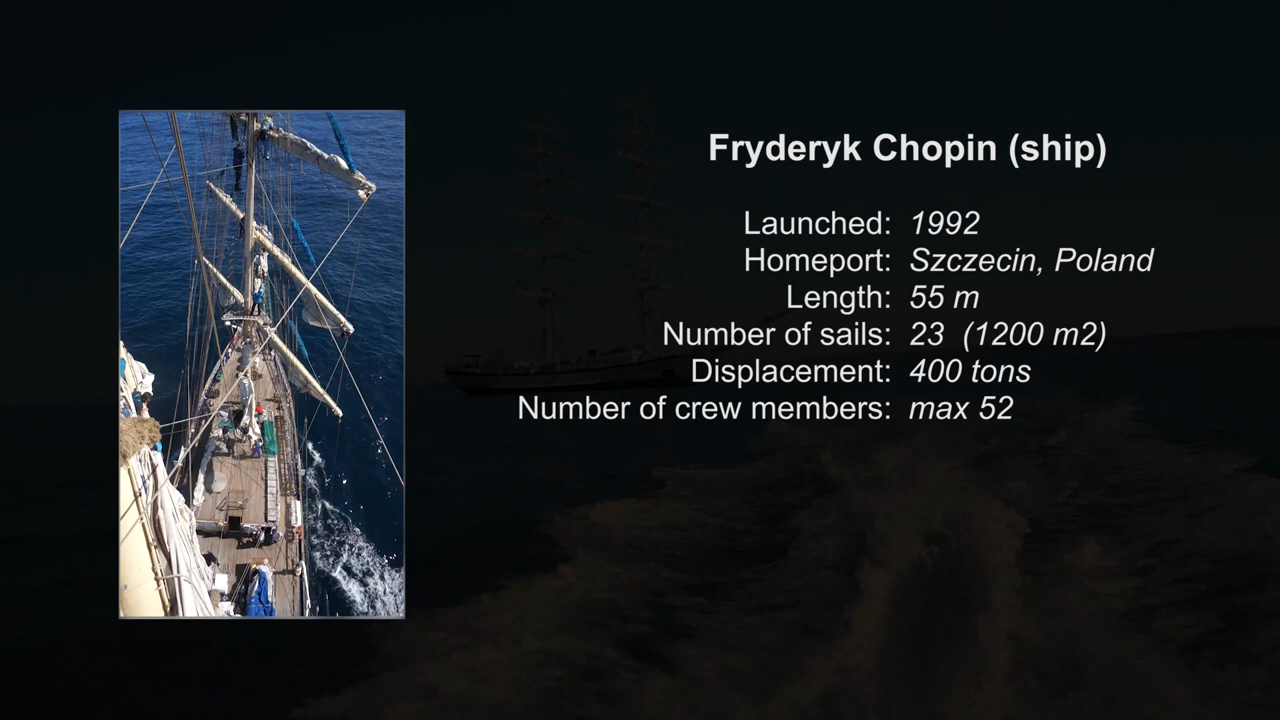 Fryderyk Chopin (ship)
Launched: 1992
Homeport: Szczecin, Poland
Length: 55 m
Number of sails: 23 (1200 m2)
Displacement: 400 tons
Number of crew members: max 52